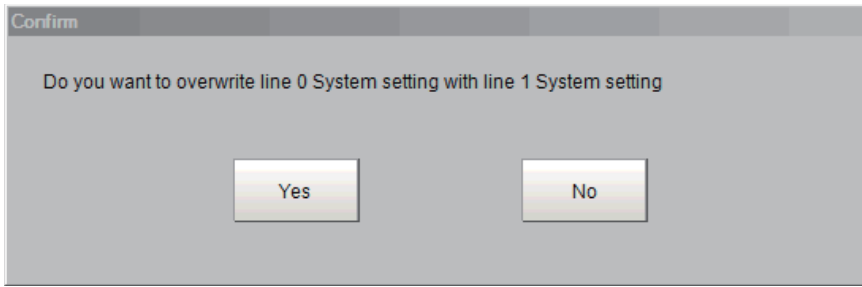 Confirm
Do you want to overwrite line 0 System setting with line 1 System setting
Yes
No